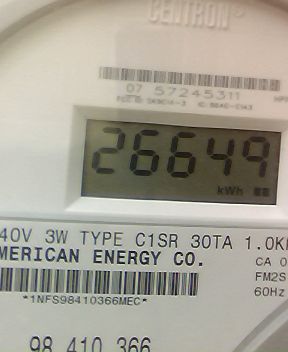 CENTRON®
07 57245311
26649
kWh
40V 3W TYPE C1SR 30TA 1.0K
MERICAN ENERGY CO.
CA 0
FM2S
60Hz
*1NFS98410366MEC*
98 410 366